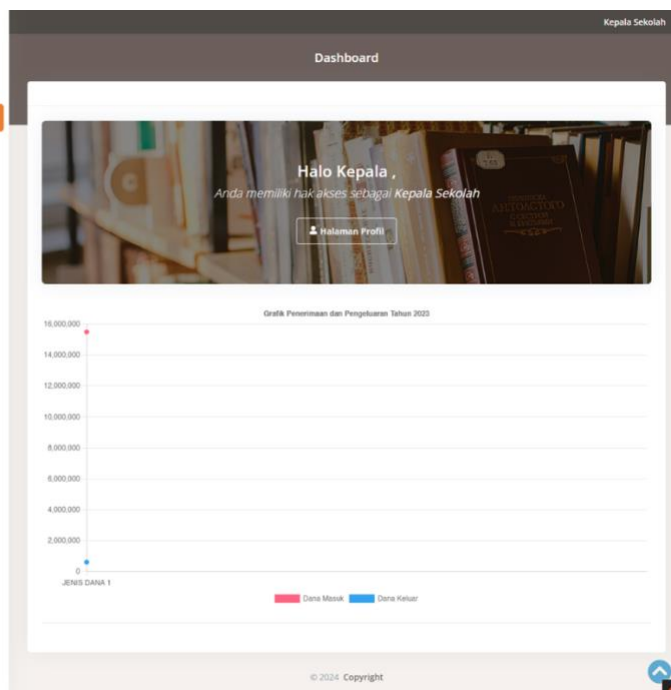 Kepala Sekolah
Dashboard
Halo Kepala ,
Anda memiliki hak akses sebagai Kepala Sekolah
Halaman Profil
Grafik Penerimaan dan Pengeluaran Tahun 2023
16,000,000
14,000,000
12,000,000
10,000,000
8,000,000
6,000,000
4,000,000
2,000,000
0
JENIS DANA 1
Dana Masuk Dana Keluar
© 2024 Copyright